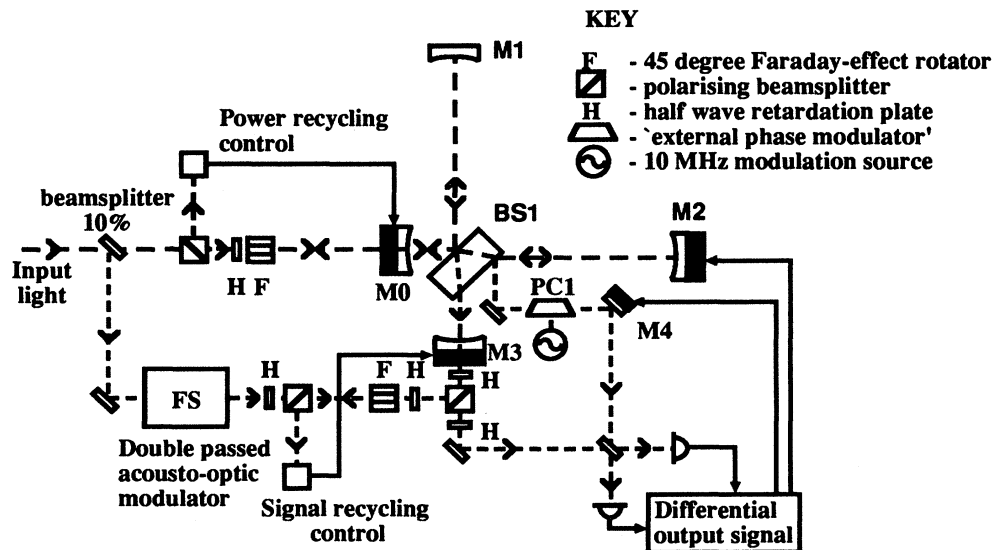 KEY
F - 45 degree Faraday-effect rotator
- polarising beamsplitter
H - half wave retardation plate
- `external phase modulator'
- 10 MHz modulation source
M1
Power recycling
control
beamsplitter
10%
BS1
M2
Input
light
H F
M0
PC1
M4
M3
H
F H
H
FS
H
Double passed
acousto-optic
modulator
Signal recycling
control
Differential
output signal